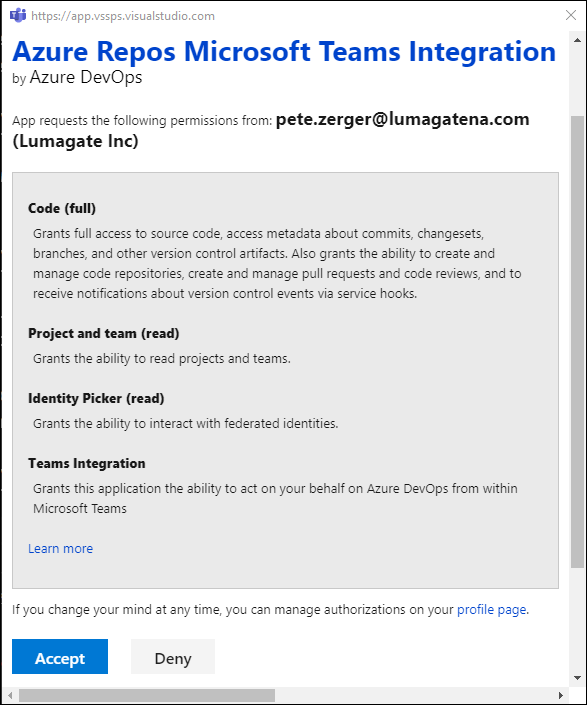 https://app.vssps.visualstudio.com
Azure Repos Microsoft Teams Integration
by Azure DevOps
App requests the following permissions from: pete.zerger@lumagatena.com
(Lumagate Inc)
Code (full)
Grants full access to source code, access metadata about commits, changesets,
branches, and other version control artifacts. Also grants the ability to create and
manage code repositories, create and manage pull requests and code reviews, and to
receive notifications about version control events via service hooks.
Project and team (read)
Grants the ability to read projects and teams.
Identity Picker (read)
Grants the ability to interact with federated identities.
Teams Integration
Grants this application the ability to act on your behalf on Azure DevOps from within
Microsoft Teams
Learn more
If you change your mind at any time, you can manage authorizations on your profile page.
Accept Deny